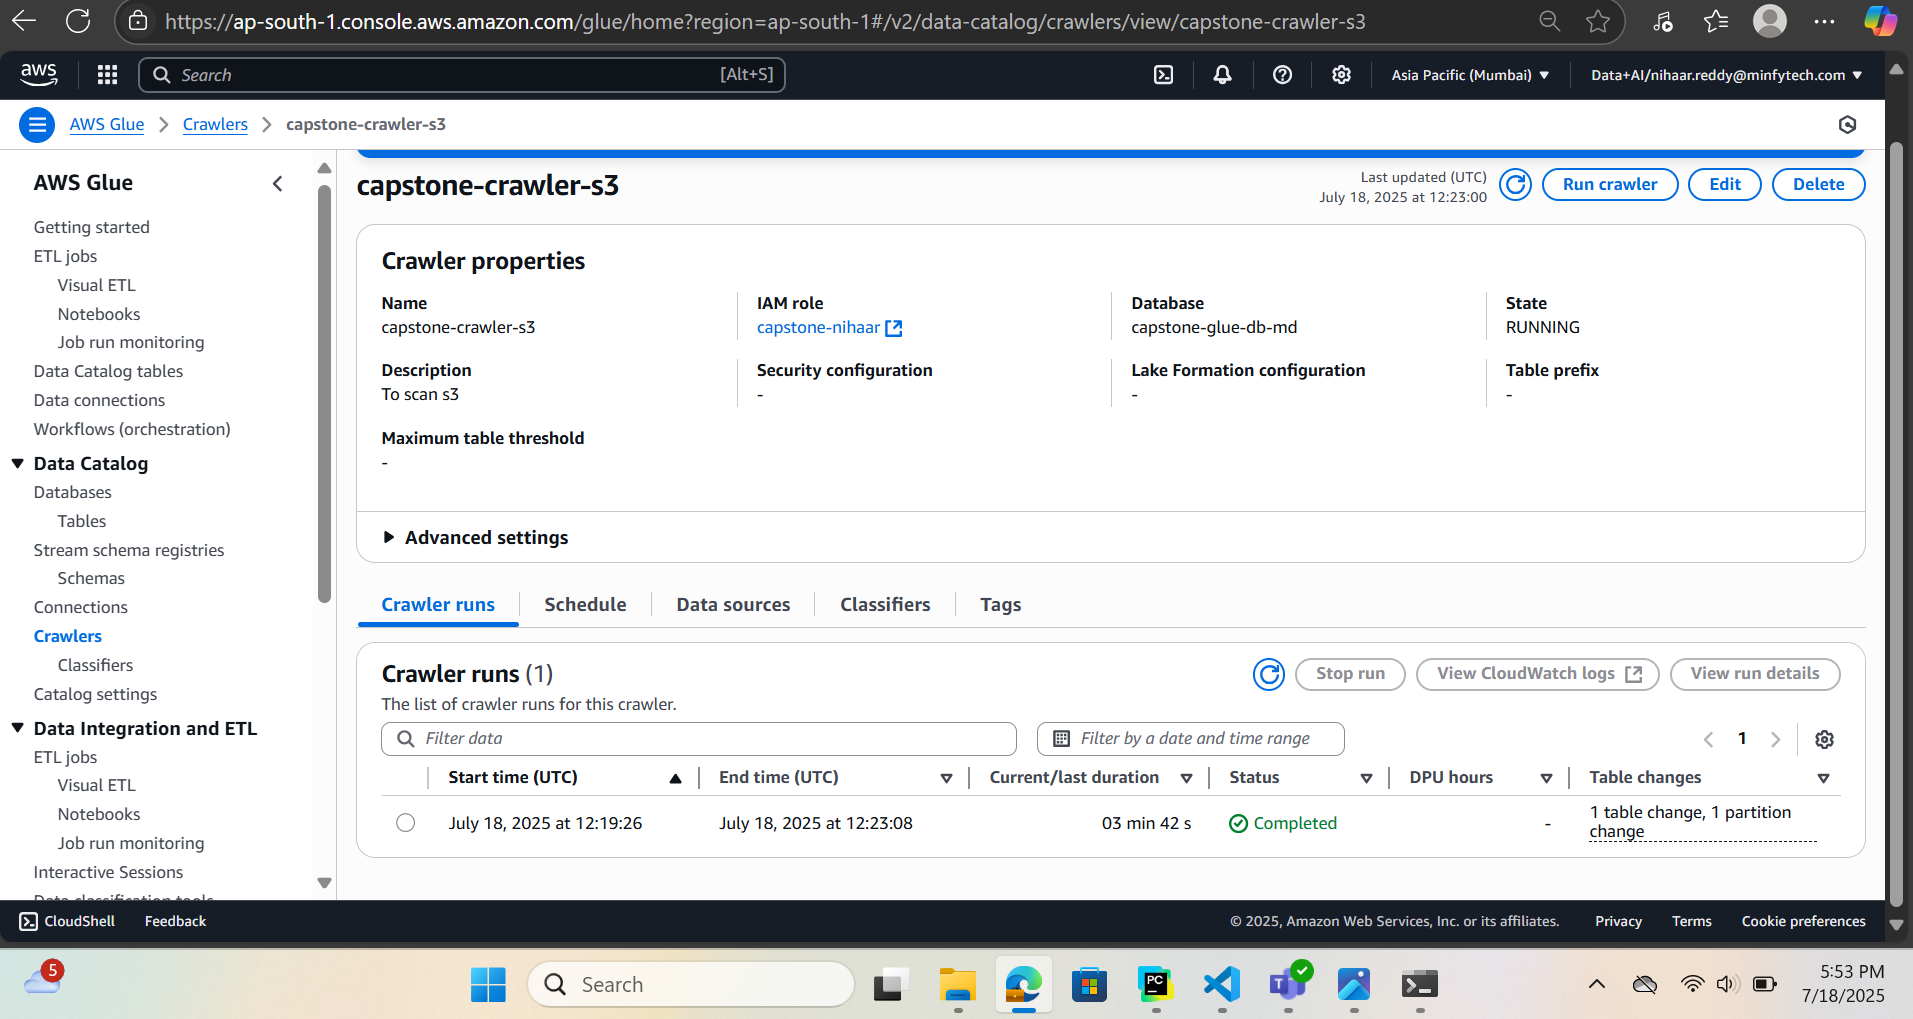 https://ap-south-1.console.aws.amazon.com/glue/home?region=ap-south-1#/v2/data-catalog/crawlers/view/capstone-crawler-s3
aws
Search
[Alt+S]
Asia Pacific (Mumbai)
Data+AI/nihaar.reddy@minfytech.com
AWS Glue
Crawlers
capstone-crawler-s3
AWS Glue
Getting started
ETL jobs
Visual ETL
Notebooks
Job run monitoring
Data Catalog tables
Data connections
Workflows (orchestration)
Data Catalog
Databases
Tables
Stream schema registries
Schemas
Connections
Crawlers
Classifiers
Catalog settings
Data Integration and ETL
ETL jobs
Visual ETL
Notebooks
Job run monitoring
Interactive Sessions
Data classification tools
capstone-crawler-s3
Last updated (UTC)
July 18, 2025 at 12:23:00
Run crawler
Edit
Delete
Crawler properties
Name
capstone-crawler-s3
IAM role
capstone-nihaar
Database
capstone-glue-db-md
State
RUNNING
Description
To scan s3
Security configuration
-
Lake Formation configuration
-
Table prefix
-
Maximum table threshold
-
Advanced settings
Crawler runs
Schedule
Data sources
Classifiers
Tags
Crawler runs (1)
The list of crawler runs for this crawler.
Stop run
View CloudWatch logs
View run details
Filter data
Filter by a date and time range
1
Start time (UTC)
End time (UTC)
Current/last duration
Status
DPU hours
Table changes
July 18, 2025 at 12:19:26
July 18, 2025 at 12:23:08
03 min 42 s
Completed
-
1 table change, 1 partition
change
CloudShell
Feedback
© 2025, Amazon Web Services, Inc. or its affiliates.
Privacy
Terms
Cookie preferences
5
Search
PC
5:53 PM
7/18/2025